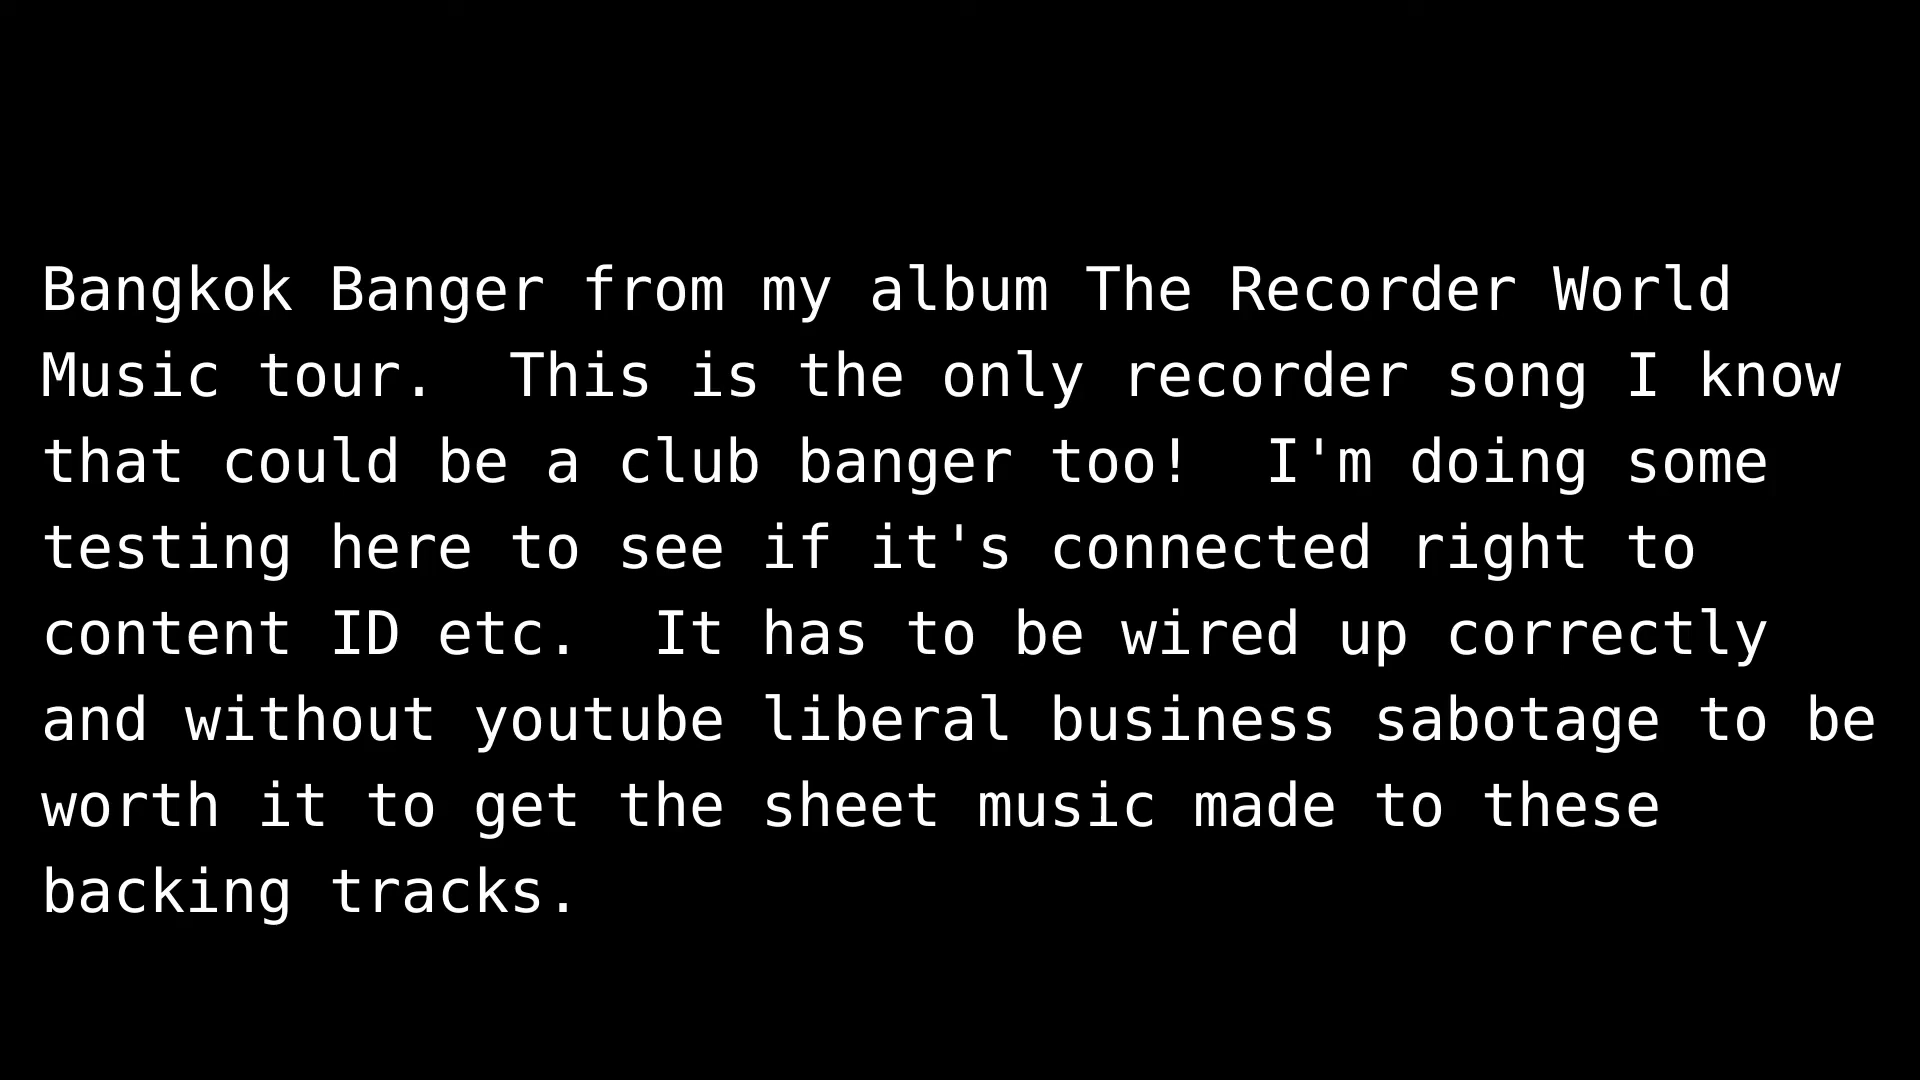 Bangkok Banger from my album The Recorder World
Music tour.  This is the only recorder song I know
that could be a club banger too!  I'm doing some
testing here to see if it's connected right to
content ID etc.  It has to be wired up correctly
and without youtube liberal business sabotage to be
worth it to get the sheet music made to these
backing tracks.